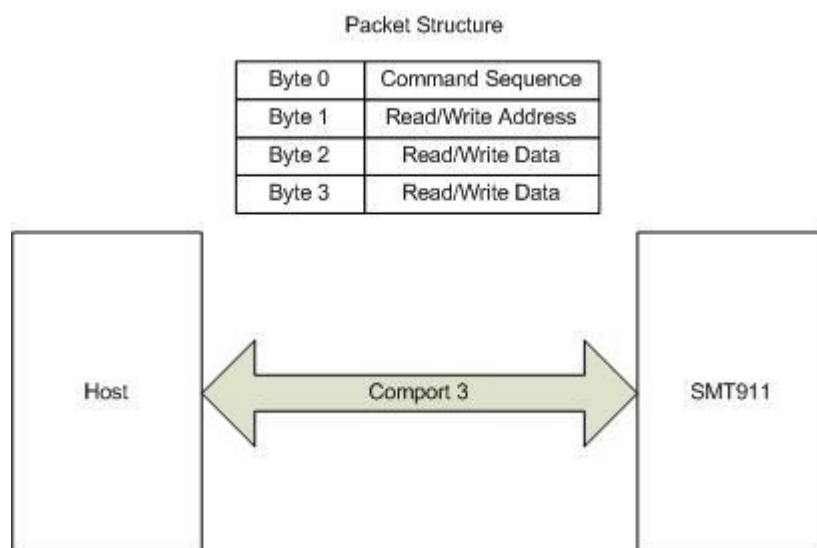 Packet Structure
Byte 0 Command Sequence
Byte 1 Read/Write Address
Byte 2 Read/Write Data
Byte 3 Read/Write Data
Host Comport 3 SMT911